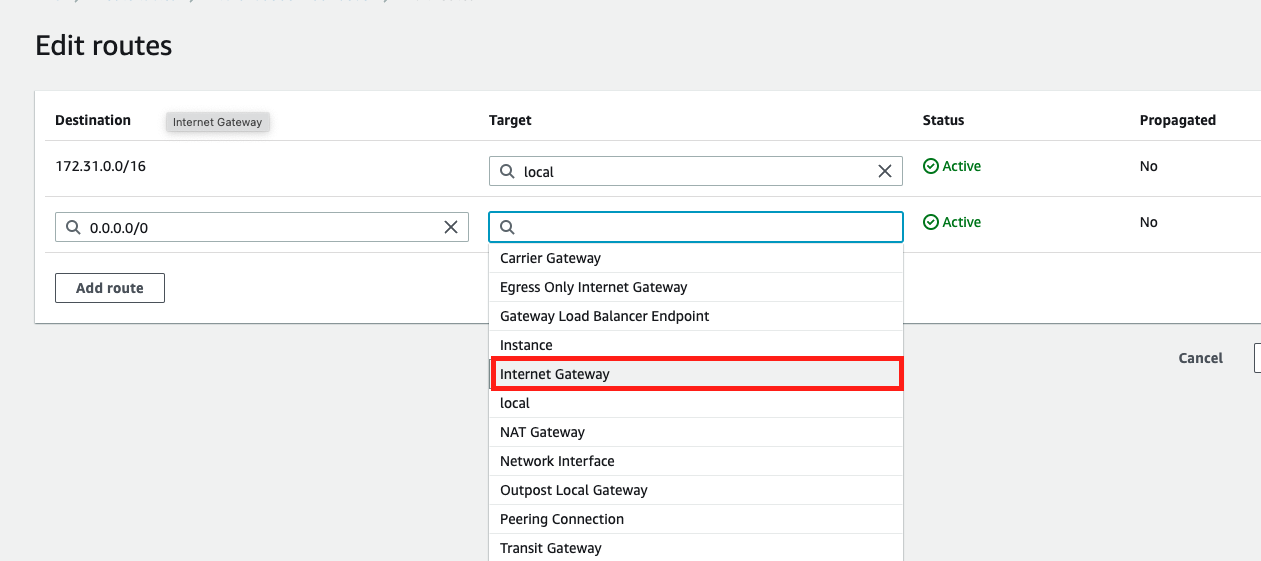 Edit routes
Destination Internet Gateway Target Status Propagated
172.31.0.0/16 local Active No
0.0.0.0/0 Active No
Carrier Gateway
Egress Only Internet Gateway
Add route
Gateway Load Balancer Endpoint
Instance
Cancel
Internet Gateway
local
NAT Gateway
Network Interface
Outpost Local Gateway
Peering Connection
Transit Gateway